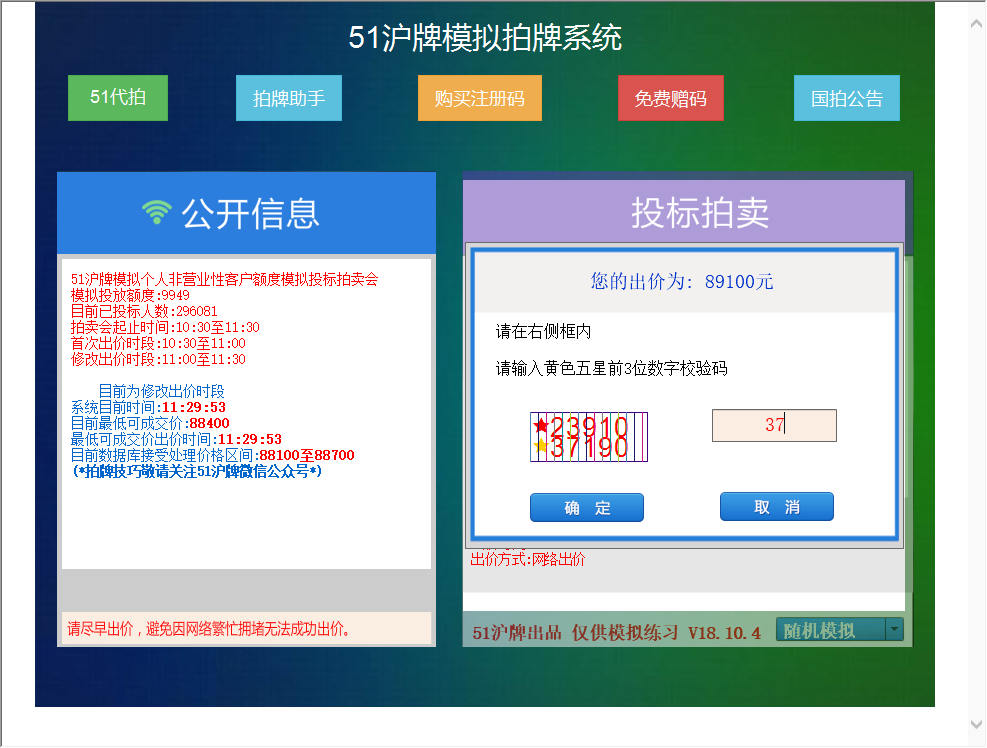 51沪牌模拟拍牌系统
51代拍
拍牌助手
购买注册码
免费赠码
国拍公告
公开信息
51沪牌模拟个人非营业性客户额度模拟投标拍卖会
模拟投放额度:9949
目前已投标人数:296081
拍卖会起止时间:10:30至11:30
首次出价时段:10:30至11:00
修改出价时段:11:00至11:30
目前为修改出价时段
系统目前时间:11:29:53
目前最低可成交价:88400
最低可成交价出价时间:11:29:53
目前数据库接受处理价格区间:88100至88700
(*拍牌技巧敬请关注51沪牌微信公众号*)
请尽早出价，避免因网络繁忙拥堵无法成功出价。
投标拍卖
您的出价为: 89100元
请在右侧框内
请输入黄色五星前3位数字校验码
★23910
★37190
37
确 定
取 消
出价方式:网络出价
51沪牌出品 仅供模拟练习 V18.10.4
随机模拟